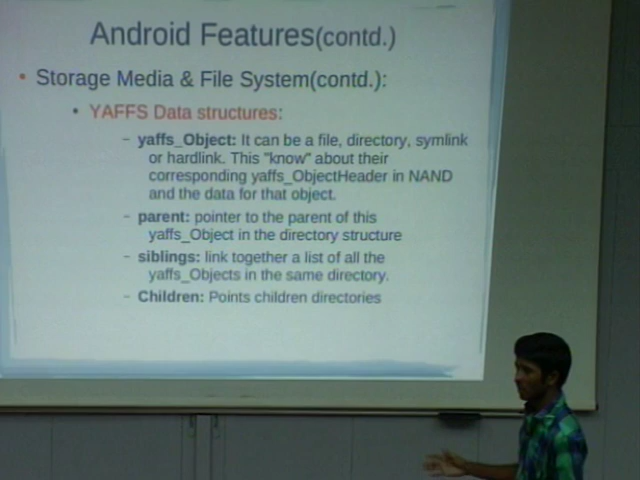 Android Features(contd.)
• Storage Media & File System(contd.):
• YAFFS Data structures:
– yaffs_Object: It can be a file, directory, symlink
or hardlink. This "know" about their
corresponding yaffs_ObjectHeader in NAND
and the data for that object.
– parent: pointer to the parent of this
yaffs_Object in the directory structure
– siblings: link together a list of all the
yaffs_Objects in the same directory.
– Children: Points children directories